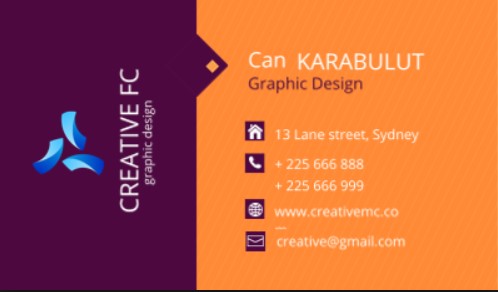 CREATIVE FC
graphic design
Can KARABULUT
Graphic Design
13 Lane street, Sydney
+ 225 666 888
+ 225 666 999
www.creativemc.co
creative@gmail.com